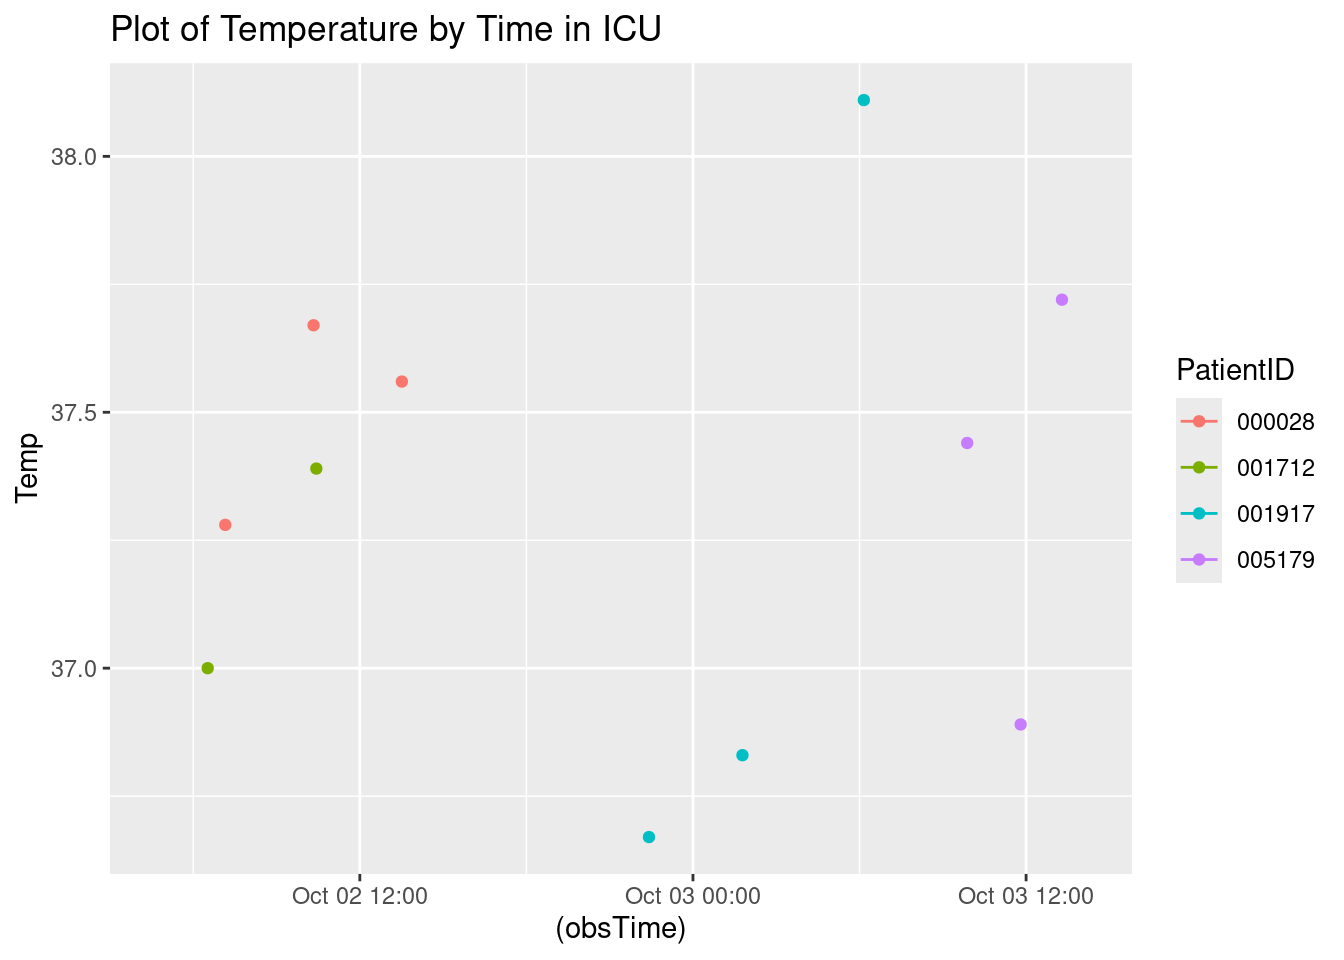 Plot of Temperature by Time in ICU
38.0
37.5
37.0
Temp
Oct 02 12:00
Oct 03 00:00
Oct 03 12:00
(obsTime)
PatientID
000028
001712
001917
005179